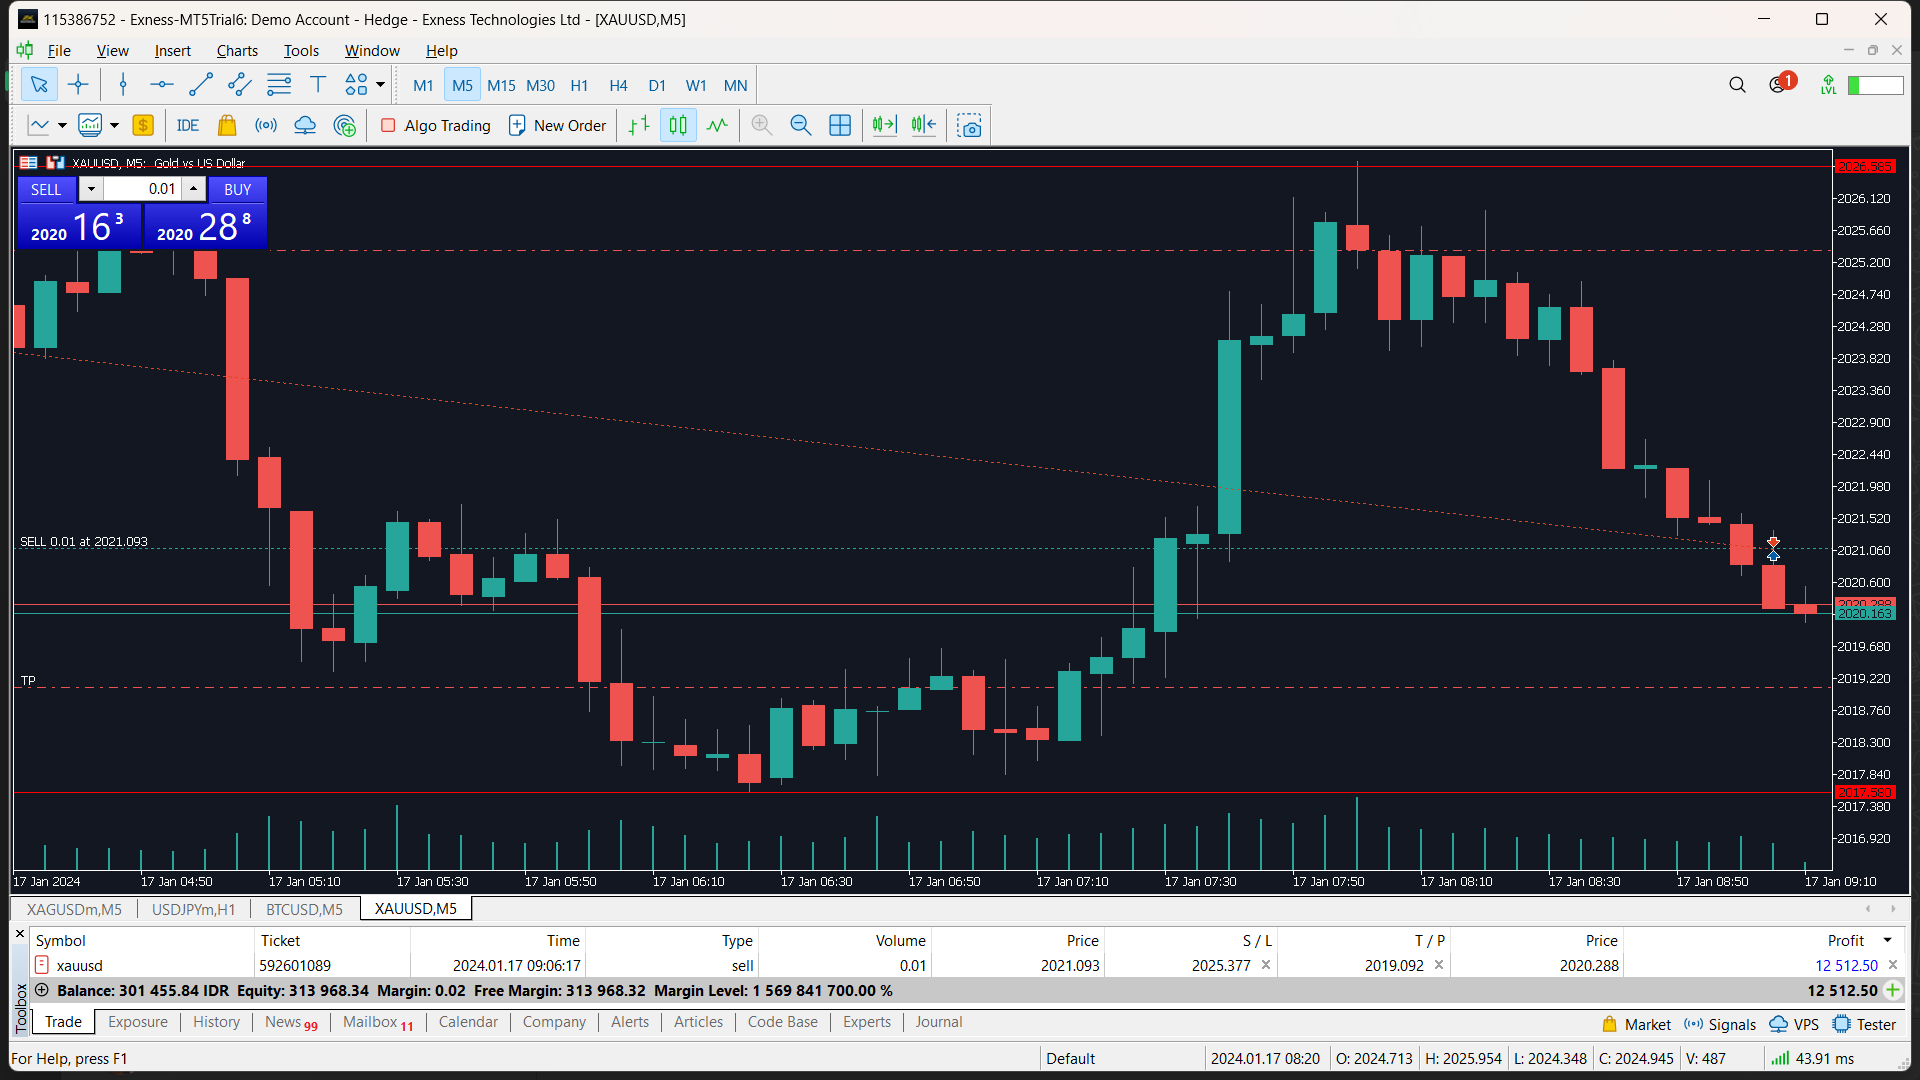 115386752 - Exness-MT5Trial6: Demo Account - Hedge - Exness Technologies Ltd - [XAUUSD,M5]
File View Insert Charts Tools Window Help
M1 M5 M15 M30 H1 H4 D1 W1 MN
1
LVL
IDE Algo Trading New Order
XAUUSD, M5: Gold vs US Dollar
SELL 0.01 BUY
2020 16 3 2020 28 8
2026.585
2026.120
2025.660
2025.200
2024.740
2024.280
2023.820
2023.360
2022.900
2022.440
2021.980
2021.520
SELL 0.01 at 2021.093
2021.060
2020.600
2020.288
2020.163
2019.680
TP
2019.220
2018.760
2018.300
2017.840
2017.580
2017.380
2016.920
17 Jan 2024 17 Jan 04:50 17 Jan 05:10 17 Jan 05:30 17 Jan 05:50 17 Jan 06:10 17 Jan 06:30 17 Jan 06:50 17 Jan 07:10 17 Jan 07:30 17 Jan 07:50 17 Jan 08:10 17 Jan 08:30 17 Jan 08:50 17 Jan 09:10
XAGUSDm,M5 USDJPYm,H1 BTCUSD,M5 XAUUSD,M5
Symbol Ticket Time Type Volume Price S / L T / P Price Profit
xauusd 592601089 2024.01.17 09:06:17 sell 0.01 2021.093 2025.377 2019.092 2020.288 12 512.50
Balance: 301 455.84 IDR Equity: 313 968.34 Margin: 0.02 Free Margin: 313 968.32 Margin Level: 1 569 841 700.00 % 12 512.50
Toolbox
Trade Exposure History News 99 Mailbox 11 Calendar Company Alerts Articles Code Base Experts Journal Market Signals VPS Tester
For Help, press F1 Default 2024.01.17 08:20 O: 2024.713 H: 2025.954 L: 2024.348 C: 2024.945 V: 487 43.91 ms